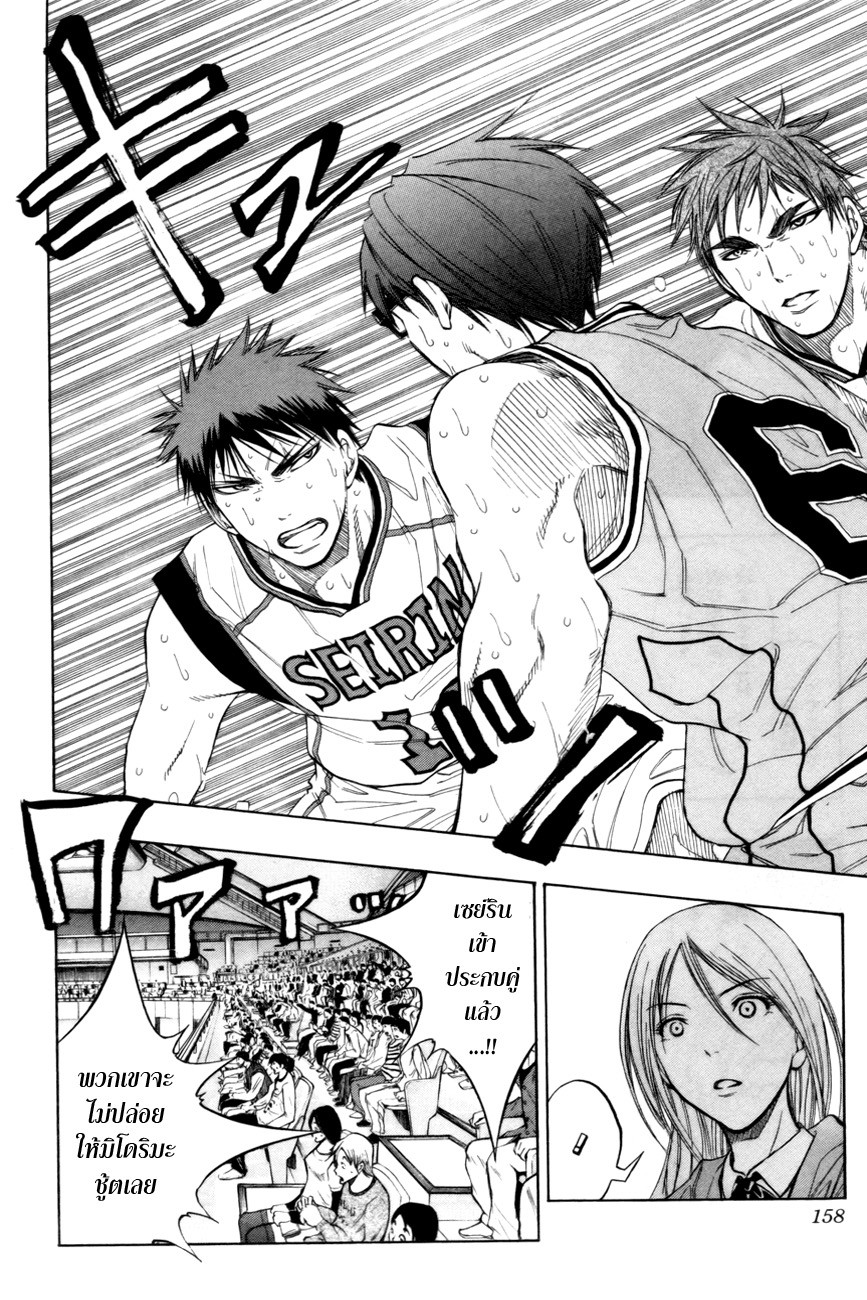 キュ
SEIRIN
10
6
!!
ワァァ…
เซย์ริน
เข้า
ประกบคู่
แล้ว
...!!
พวกเขาจะ
ไม่ปล่อย
ให้มิโดริมะ
ชู้ตเลย
!
158